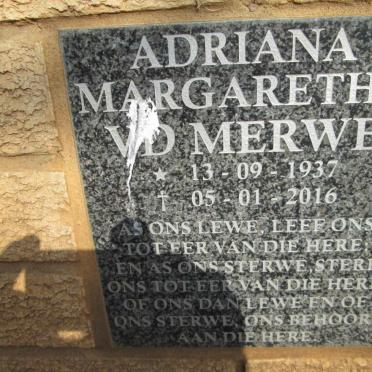 ADRIANA
MARGARETH
VD MERWE
* 13 - 09 - 1937
† 05 - 01 - 2016
AS ONS LEWE, LEEF ONS
TOT EER VAN DIE HERE;
EN AS ONS STERWE, STER
ONS TOT EER VAN DIE HER
OF ONS DAN LEWE EN OF
ONS STERWE, ONS BEHOOR
AAN DIE HERE